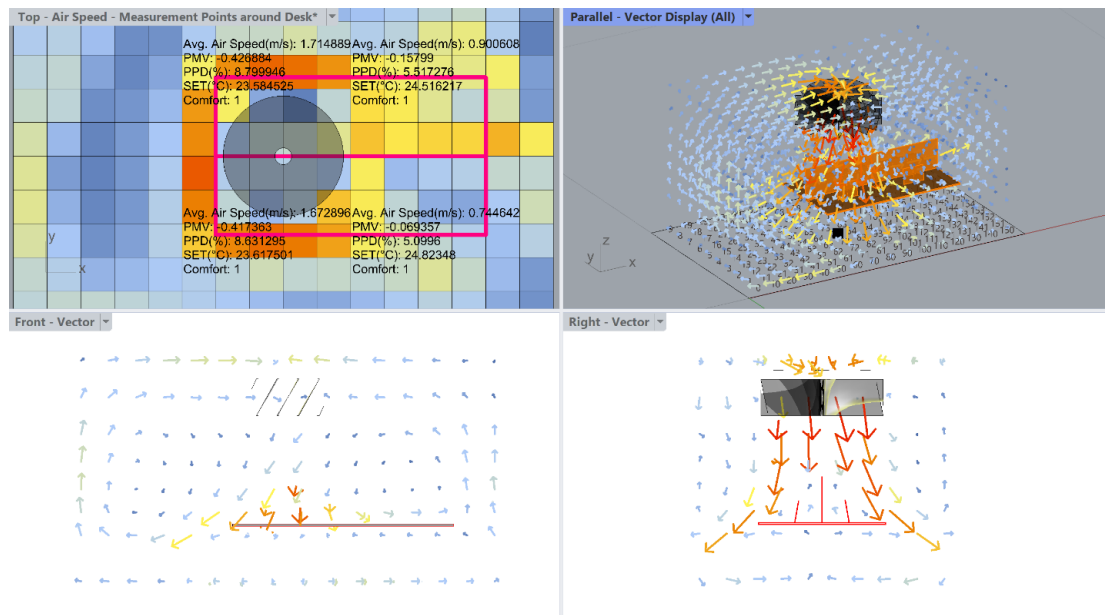 Top - Air Speed - Measurement Points around Desk*
Avg. Air Speed(m/s): 1.714889
PMV: -0.426884
PPD(%): 8.799946
SET(°C): 23.584525
Comfort: 1
Avg. Air Speed(m/s): 0.900608
PMV: -0.15799
PPD(%): 5.517276
SET(°C): 24.516217
Comfort: 1
Avg. Air Speed(m/s): 1.672896
PMV: -0.417363
PPD(%): 8.631295
SET(°C): 23.617501
Comfort: 1
Avg. Air Speed(m/s): 0.744642
PMV: -0.069357
PPD(%): 5.0996
SET(°C): 24.82348
Comfort: 1
y
x
Parallel - Vector Display (All)
z
y
x
Front - Vector
Right - Vector